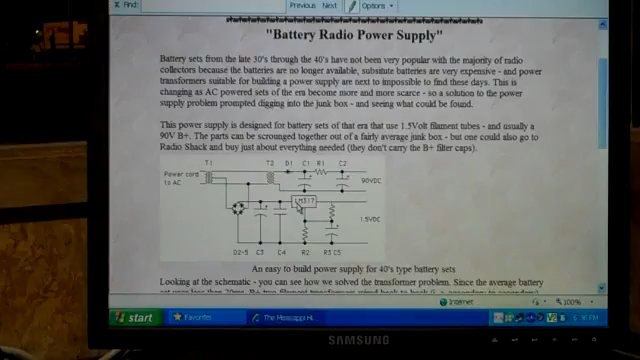 Find:
Previous Next Options
"Battery Radio Power Supply"
Battery sets from the late 30's through the 40's have not been very popular with the majority of radio
collectors because the batteries are no longer available, substitute batteries are very expensive - and power
transformers suitable for building a power supply are next to impossible to find these days. This is
changing as AC powered sets of the era become more and more scarce - so a solution to the power
supply problem prompted digging into the junk box - and seeing what could be found.
This power supply is designed for battery sets of that era that use 1.5Volt filament tubes - and usually a
90V B+. The parts can be scrounged together out of a fairly average junk box - but one could also go to
Radio Shack and buy just about everything needed (they don't carry the B+ filter caps).
T1 T2 D1 C1 R1 C2
Power cord
to AC
90VDC
LM317
1.5VDC
D2-5 C3 C4 R2 R3 C5
An easy to build power supply for 40's type battery sets
Looking at the schematic - you can see how we solved the transformer problem. Since the average battery
Internet 100%
start Favorites The Mississippi Hi...
SAMSUNG